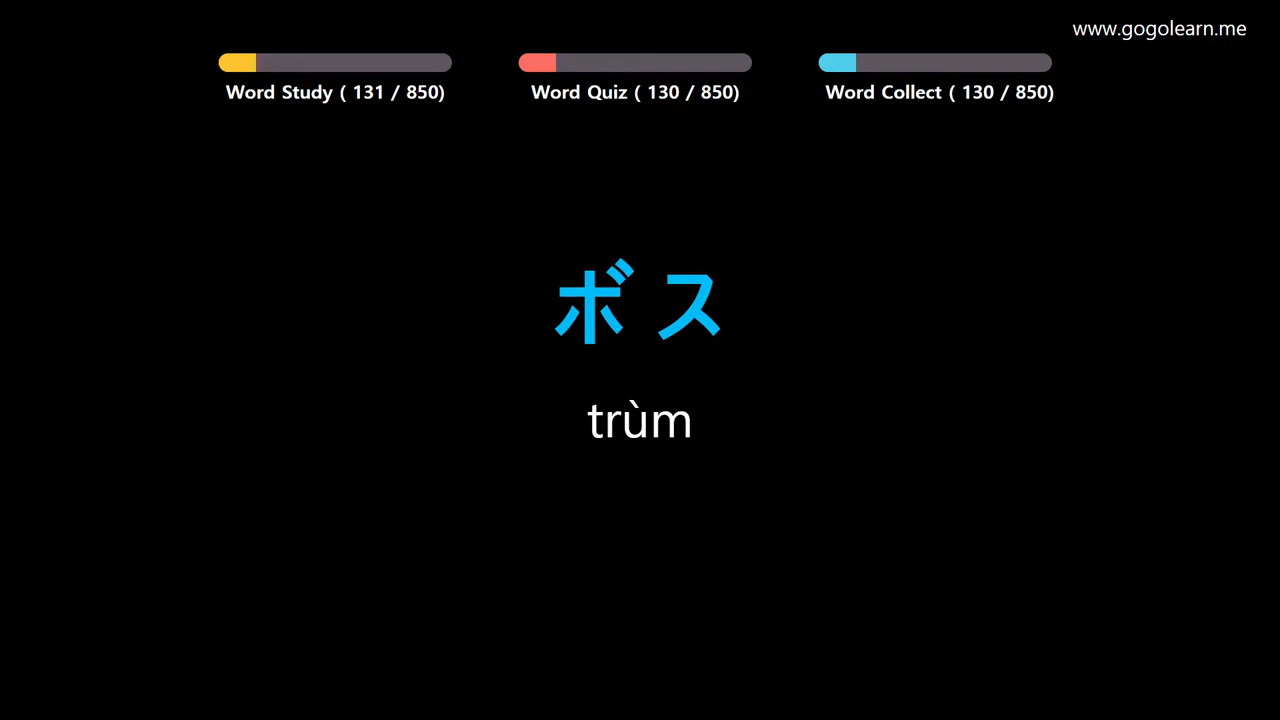 www.gogolearn.me
Word Study ( 131 / 850)
Word Quiz ( 130 / 850)
Word Collect ( 130 / 850)
ボス
trùm